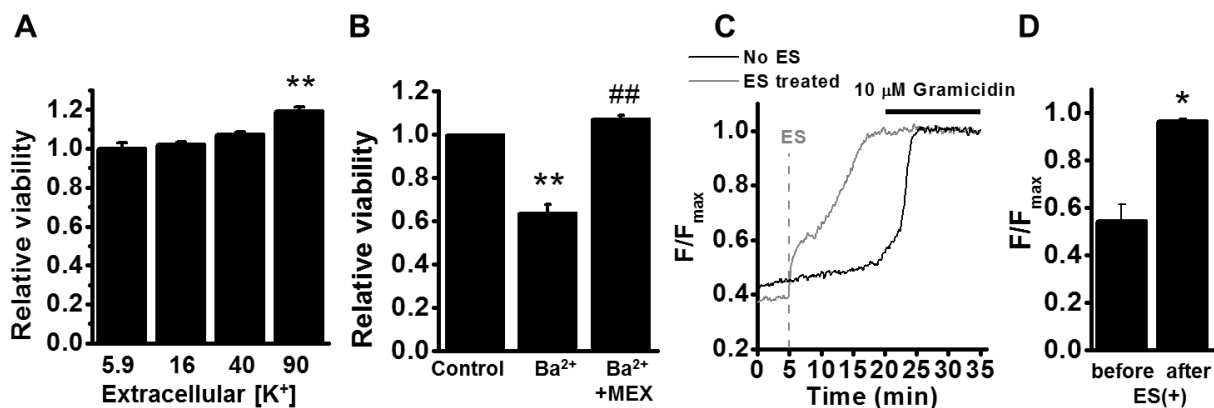 A
Relative viability
1.2
1.0
0.8
0.6
0.4
0.2
0.0
**
5.9 16 40 90
Extracellular [K⁺]
B
Relative viability
1.2
1.0
0.8
0.6
0.4
0.2
0.0
**
##
Control Ba²⁺ Ba²⁺
+MEX
C
No ES
ES treated
10 μM Gramicidin
ES
F/Fmax
1.0
0.8
0.6
0.4
0.2
0 5 10 15 20 25 30 35
Time (min)
D
*
F/Fmax
1.0
0.8
0.6
0.4
0.2
0.0
before after
ES(+)